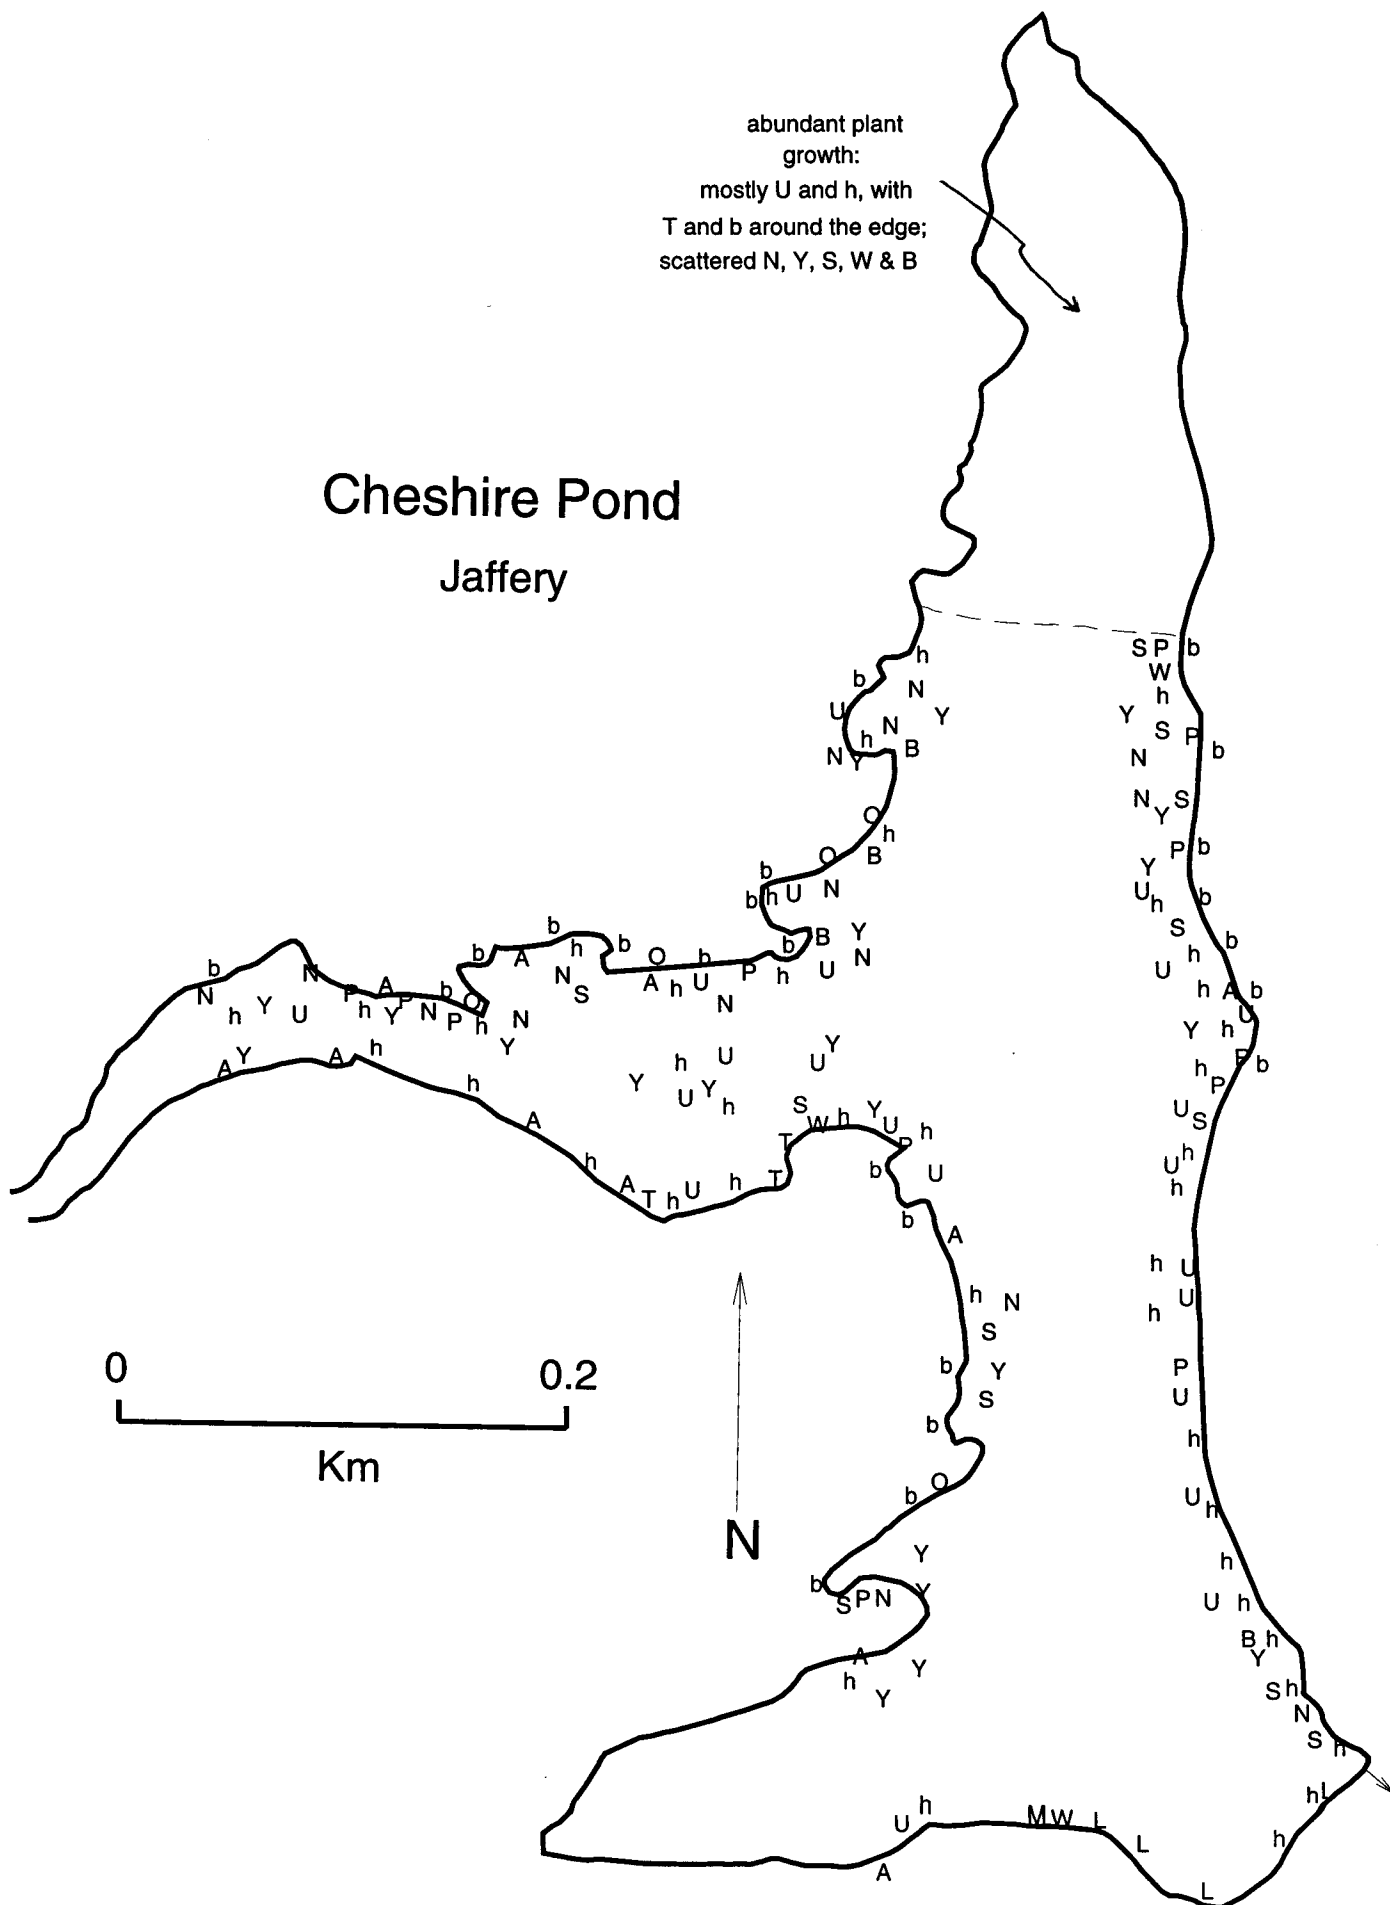 abundant plant
growth:
mostly U and h, with
T and b around the edge;
scattered N, Y, S, W & B
Cheshire Pond
Jaffery
S P b
W
h
h
b
N
Y
U
N
Y
S P b
h
B
N Y
N
N Y S
O
h
B
O
P b
Y
b
b h U N
U h b
B Y
b
S b
N
h
U
U
b
b h b O b
A h
N S
A h U P h
N
h A b
U
b
N
N P A P b O
h Y U
h Y N P h N
Y
Y h
F b
h P
U Y
h U
Y
U Y h
A Y A h
h
A
h
A T h U h T
T
S W h Y U P h
b U
b
A
U S
U h
h
h U
h U
h N
S
b Y
S
b
P
U
h
0 0.2
Km
N
b O
U h
Y
h
b S P N Y
U h
B h
Y
A
h Y
Y
S h
N
S h
h L
U h
M W L
L
h
A
L